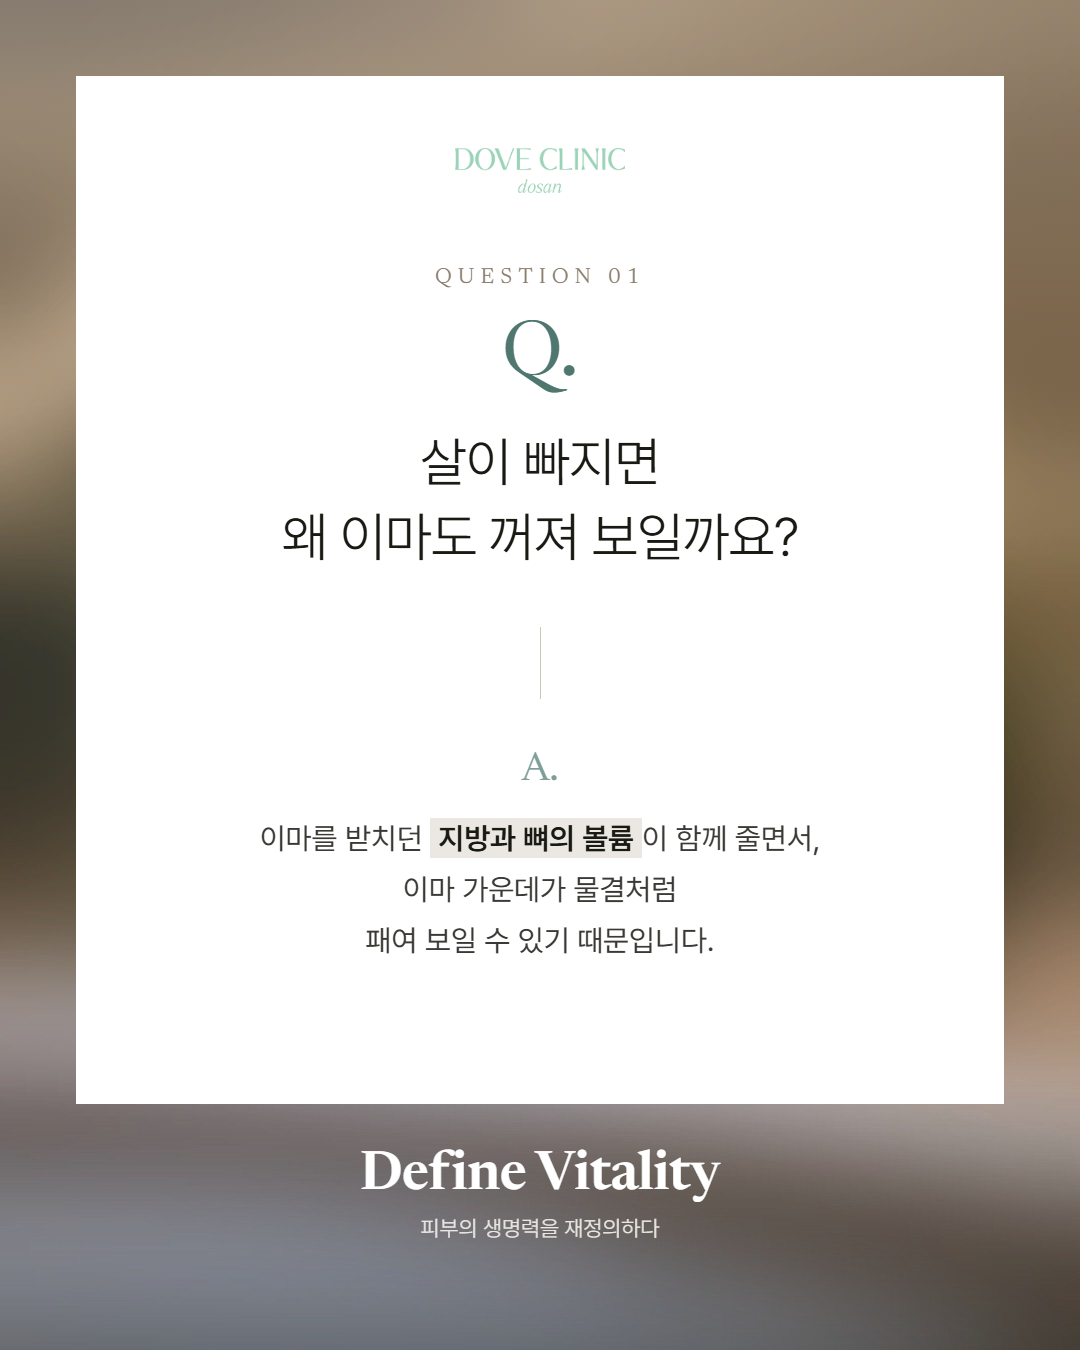 DOVE CLINIC
dosan
QUESTION 01
Q.
살이 빠지면
왜 이마도 꺼져 보일까요?
A.
이마를 받치던 지방과 뼈의 볼륨이 함께 줄면서,
이마 가운데가 물결처럼
패여 보일 수 있기 때문입니다.
Define Vitality
피부의 생명력을 재정의하다